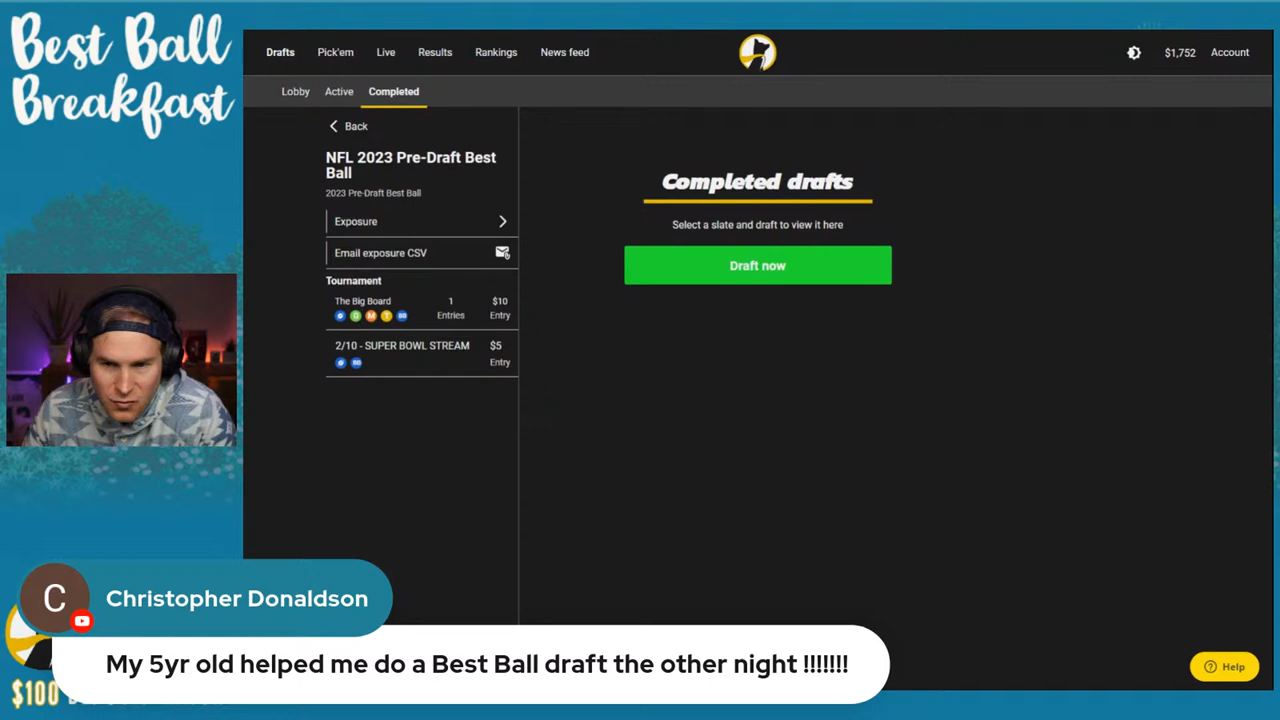 Best Ball
Breakfast
Drafts Pick'em Live Results Rankings News feed $1,752 Account
Lobby Active Completed
Back
NFL 2023 Pre-Draft Best
Ball
2023 Pre-Draft Best Ball
Exposure
Email exposure CSV
Tournament
The Big Board 1 $10
G M T BB Entries Entry
2/10 - SUPER BOWL STREAM $5
BB Entry
Completed drafts
Select a slate and draft to view it here
Draft now
C Christopher Donaldson
My 5yr old helped me do a Best Ball draft the other night !!!!!!!
Help
$100